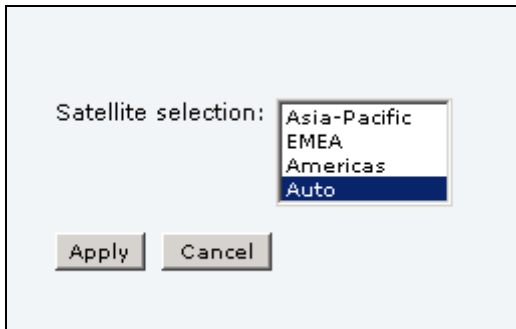 Satellite selection:
Asia-Pacific
EMEA
Americas
Auto
Apply
Cancel